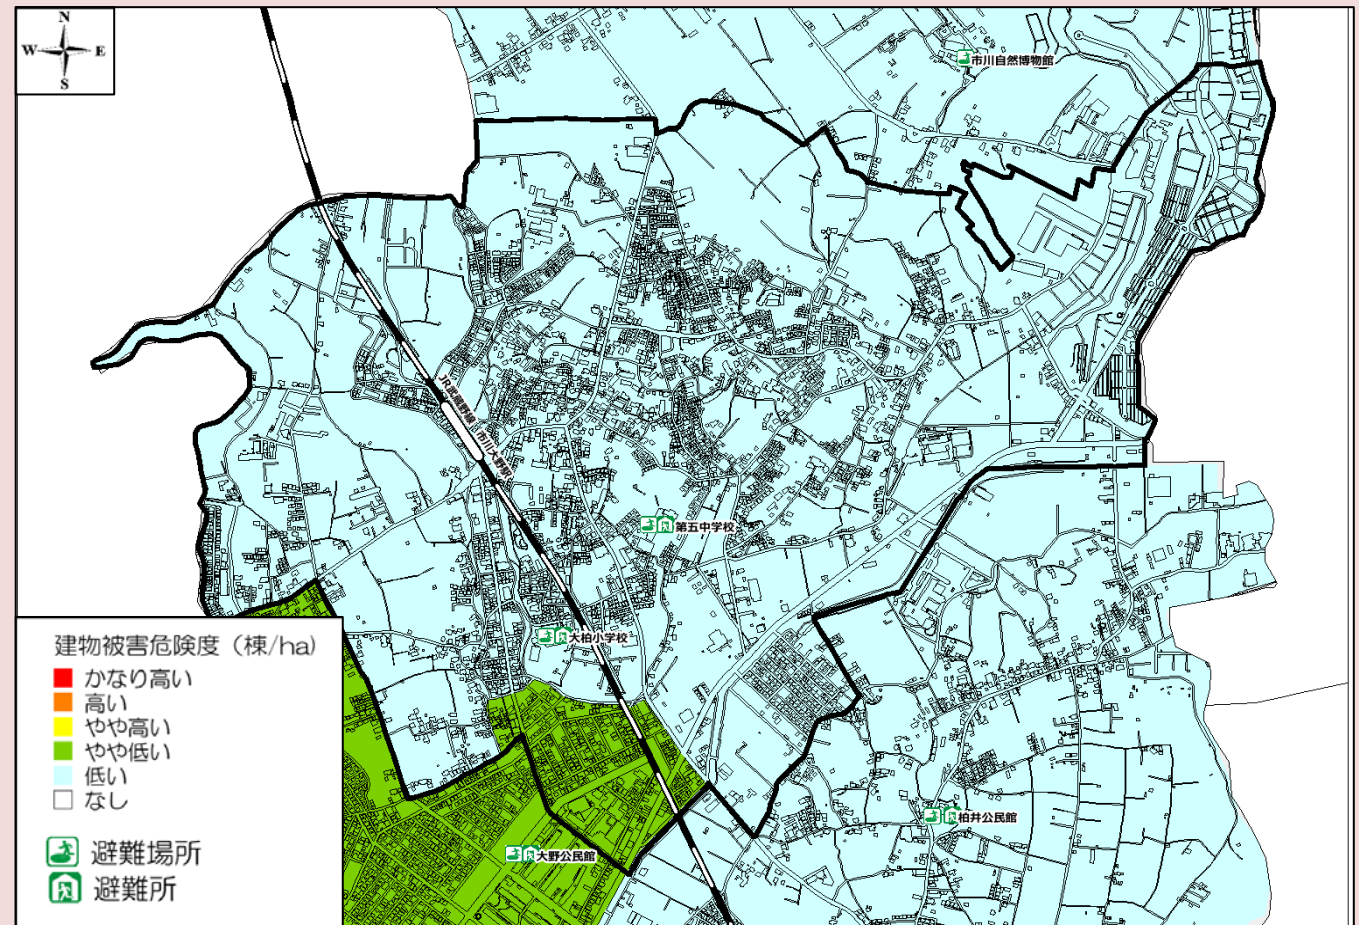 N
W E
S
市川自然博物館
JR武蔵野線 市川大野駅
第五中学校
大柏小学校
柏井公民館
大野公民館
建物被害危険度（棟/ha）
かなり高い
高い
やや高い
やや低い
低い
なし
避難場所
避難所